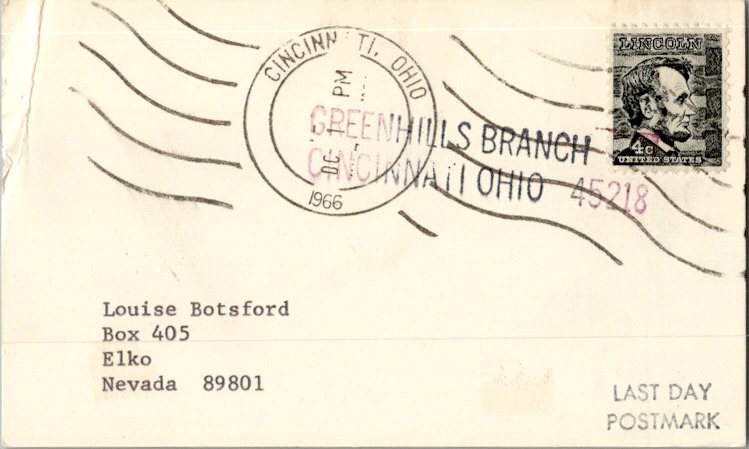 CINCINNATI, OHIO
PM
1966
GREENHILLS BRANCH
CINCINNATI OHIO 45218
LINCOLN
4c
UNITED STATES
Louise Botsford
Box 405
Elko
Nevada 89801
LAST DAY
POSTMARK